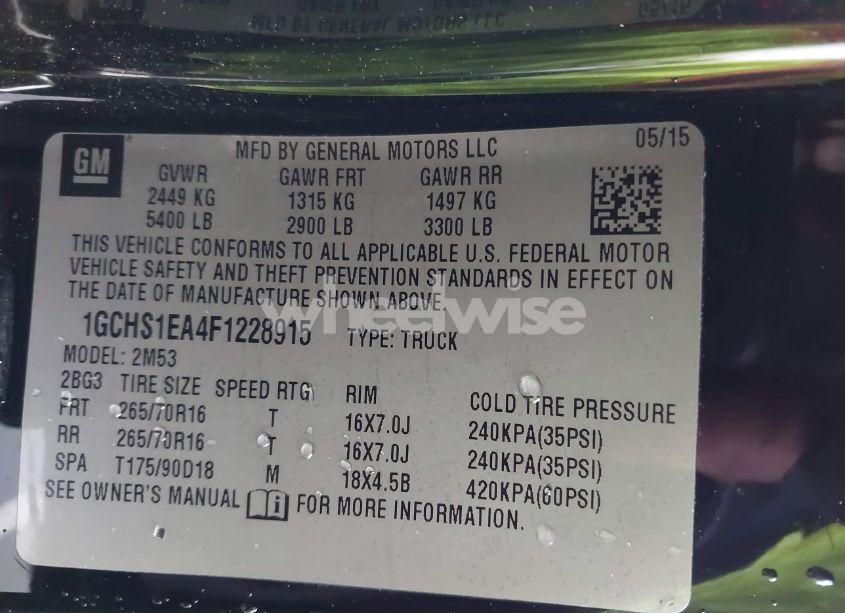 GM
MFD BY GENERAL MOTORS LLC
05/15
GVWR GAWR FRT GAWR RR
2449 KG 1315 KG 1497 KG
5400 LB 2900 LB 3300 LB
THIS VEHICLE CONFORMS TO ALL APPLICABLE U.S. FEDERAL MOTOR
VEHICLE SAFETY AND THEFT PREVENTION STANDARDS IN EFFECT ON
THE DATE OF MANUFACTURE SHOWN ABOVE.
wheelwise
1GCHS1EA4F1228915 TYPE: TRUCK
MODEL: 2M53
2BG3 TIRE SIZE SPEED RTG RIM COLD TIRE PRESSURE
FRT 265/70R16 T 16X7.0J 240KPA(35PSI)
RR 265/70R16 T 16X7.0J 240KPA(35PSI)
SPA T175/90D18 M 18X4.5B 420KPA(60PSI)
SEE OWNER'S MANUAL i FOR MORE INFORMATION.